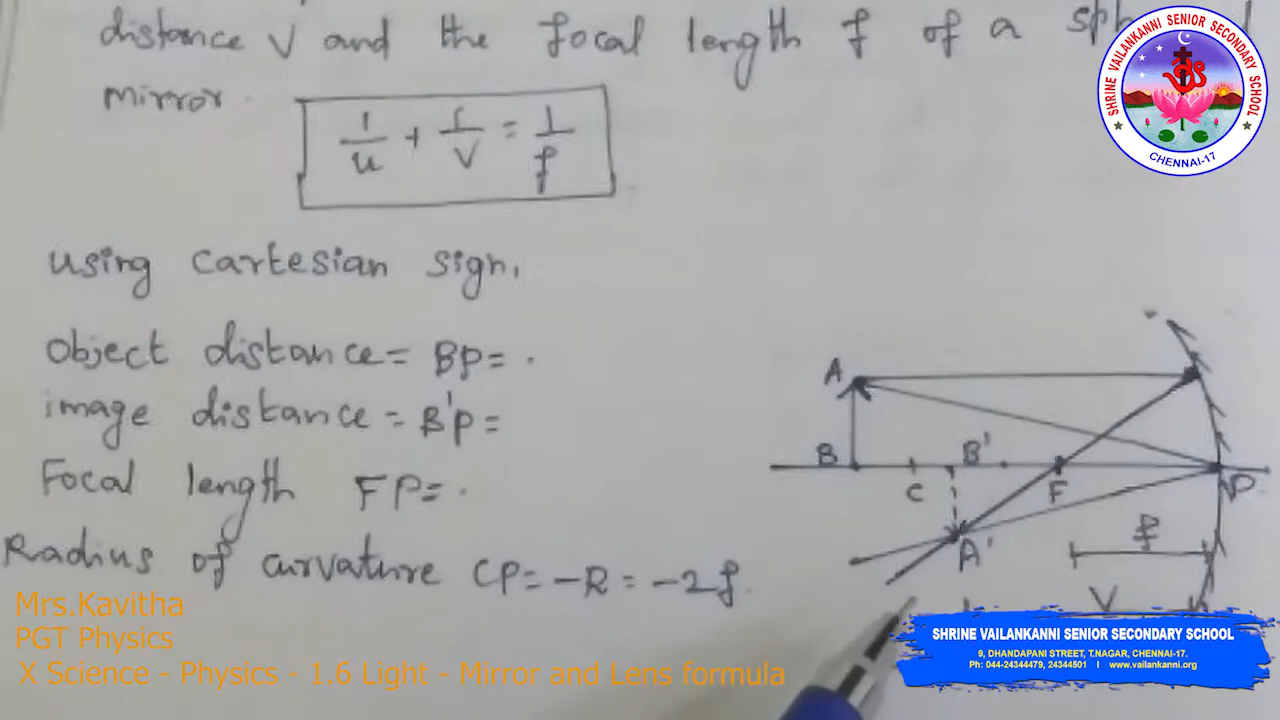 distance v and the focal length f of a
mirror.
1/u + 1/v = 1/f
using cartesian sign,
object distance = BP = .
image distance = B'P =
Focal length FP = .
Radius of curvature CP = -R = -2f.
A
B
C
B'
F
P
A'
f
V
Mrs.Kavitha
PGT Physics
X Science - Physics - 1.6 Light - Mirror and Lens formula
SHRINE VAILANKANNI SENIOR SECONDARY SCHOOL
CHENNAI-17
SHRINE VAILANKANNI SENIOR SECONDARY SCHOOL
9, DHANDAPANI STREET, T.NAGAR, CHENNAI-17.
Ph: 044-24344479, 24344501 | www.vailankanni.org